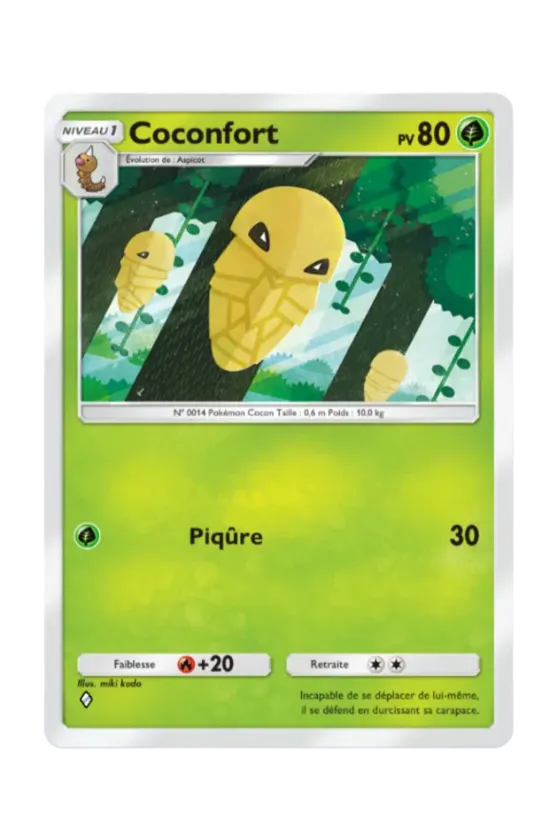 NIVEAU 1 Coconfort PV 80
Évolution de : Aspicot
N° 0014 Pokémon Cocon Taille : 0,6 m Poids : 10,0 kg
Piqûre 30
Faiblesse +20 Retraite
Illus. miki kudo
Incapable de se déplacer de lui-même,
il se défend en durcissant sa carapace.